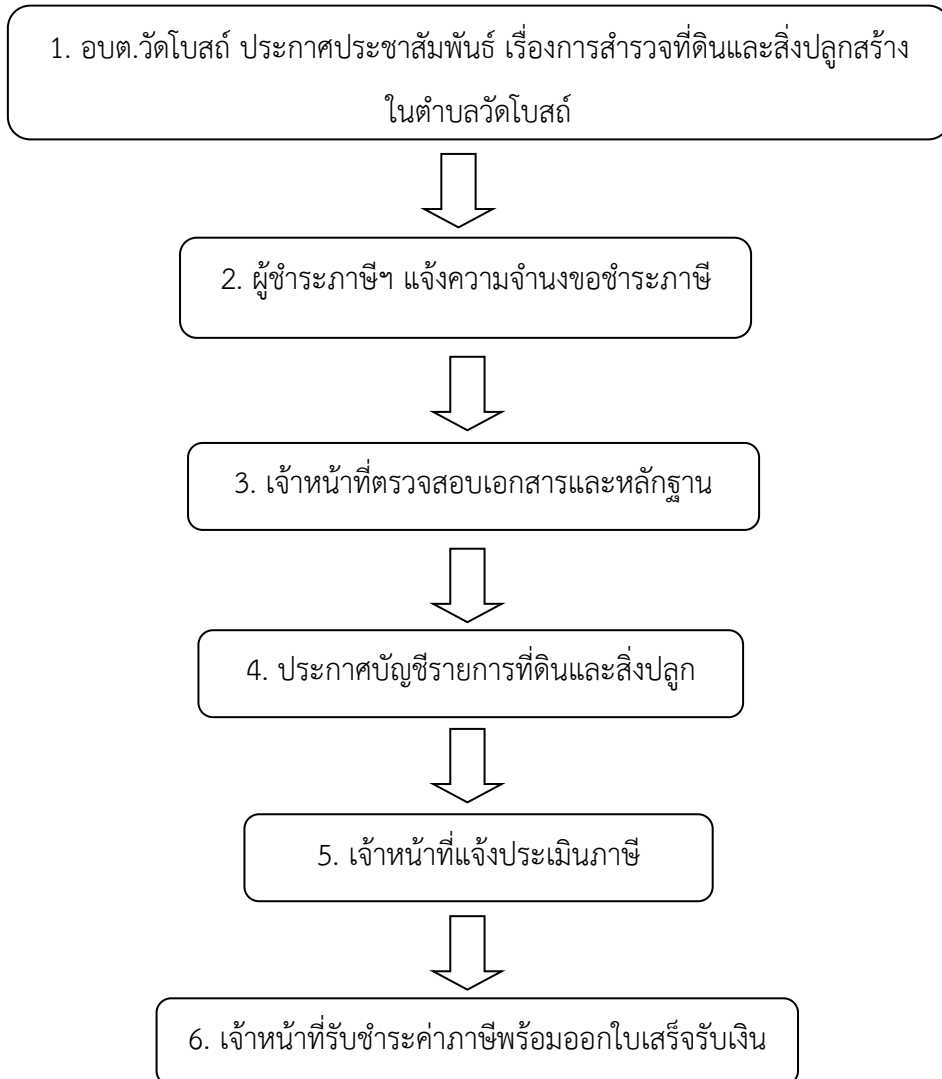 1. อบต.วัดโบสถ์ ประกาศประชาสัมพันธ์ เรื่องการสำรวจที่ดินและสิ่งปลูกสร้าง
ในตำบลวัดโบสถ์
2. ผู้ชำระภาษีฯ แจ้งความจำนงขอชำระภาษี
3. เจ้าหน้าที่ตรวจสอบเอกสารและหลักฐาน
4. ประกาศบัญชีรายการที่ดินและสิ่งปลูก
5. เจ้าหน้าที่แจ้งประเมินภาษี
6. เจ้าหน้าที่รับชำระค่าภาษีพร้อมออกใบเสร็จรับเงิน